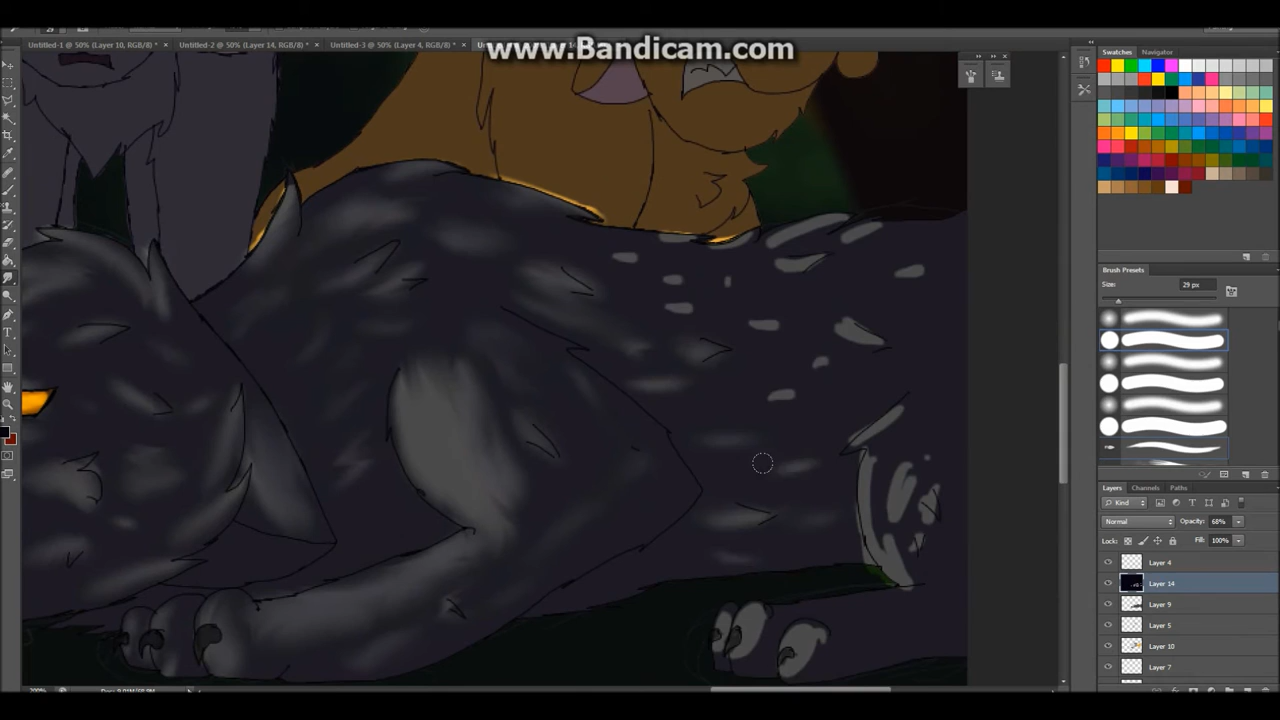 www.Bandicam.com
Untitled-1 @ 50% (Layer 10, RGB/8) * ×
Untitled-2 @ 50% (Layer 14, RGB/8) * ×
Untitled-3 @ 50% (Layer 4, RGB/8) * ×
Swatches
Navigator
Brush Presets
Size:
29 px
Layers
Channels
Paths
Kind
Normal
Opacity:
68%
Lock:
Fill:
100%
Layer 4
Layer 14
Layer 9
Layer 5
Layer 10
Layer 7